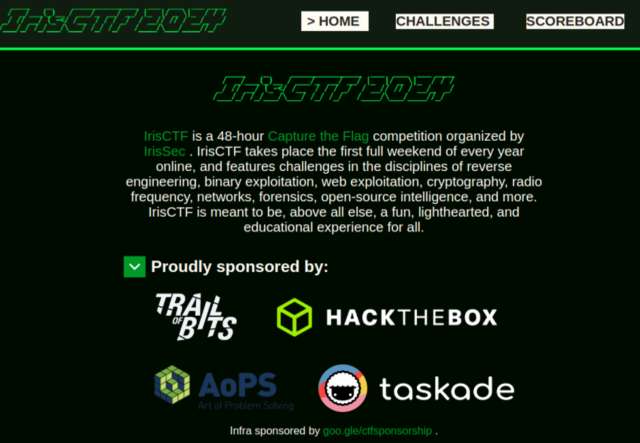 IrisCTF 2024
> HOME CHALLENGES SCOREBOARD
IrisCTF 2024
IrisCTF is a 48-hour Capture the Flag competition organized by
IrisSec . IrisCTF takes place the first full weekend of every year
online, and features challenges in the disciplines of reverse
engineering, binary exploitation, web exploitation, cryptography, radio
frequency, networks, forensics, open-source intelligence, and more.
IrisCTF is meant to be, above all else, a fun, lighthearted, and
educational experience for all.
Proudly sponsored by:
TRAIL
OF
BITS
HACKTHEBOX
AoPS
Art of Problem Solving
taskade
Infra sponsored by goo.gle/ctfsponsorship .